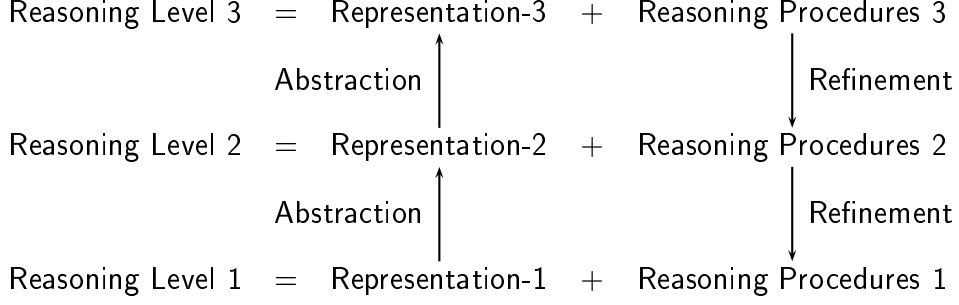 Reasoning Level 3 = Representation-3 + Reasoning Procedures 3
Abstraction Refinement
Reasoning Level 2 = Representation-2 + Reasoning Procedures 2
Abstraction Refinement
Reasoning Level 1 = Representation-1 + Reasoning Procedures 1